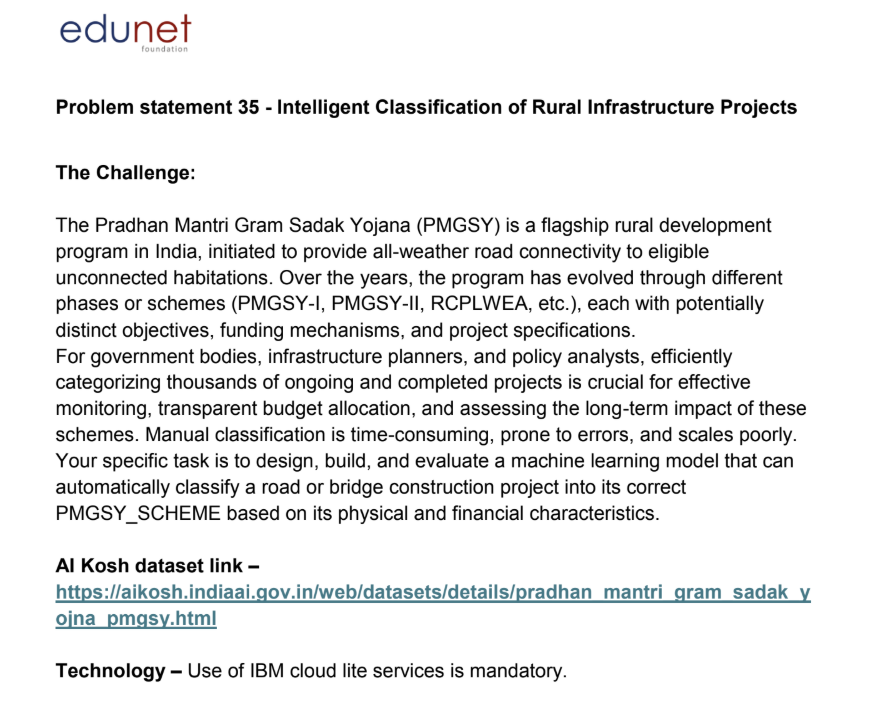 edunet
foundation
Problem statement 35 - Intelligent Classification of Rural Infrastructure Projects
The Challenge:
The Pradhan Mantri Gram Sadak Yojana (PMGSY) is a flagship rural development
program in India, initiated to provide all-weather road connectivity to eligible
unconnected habitations. Over the years, the program has evolved through different
phases or schemes (PMGSY-I, PMGSY-II, RCPLWEA, etc.), each with potentially
distinct objectives, funding mechanisms, and project specifications.
For government bodies, infrastructure planners, and policy analysts, efficiently
categorizing thousands of ongoing and completed projects is crucial for effective
monitoring, transparent budget allocation, and assessing the long-term impact of these
schemes. Manual classification is time-consuming, prone to errors, and scales poorly.
Your specific task is to design, build, and evaluate a machine learning model that can
automatically classify a road or bridge construction project into its correct
PMGSY_SCHEME based on its physical and financial characteristics.
AI Kosh dataset link –
https://aikosh.indiaai.gov.in/web/datasets/details/pradhan_mantri_gram_sadak_y
ojna_pmgsy.html
Technology – Use of IBM cloud lite services is mandatory.